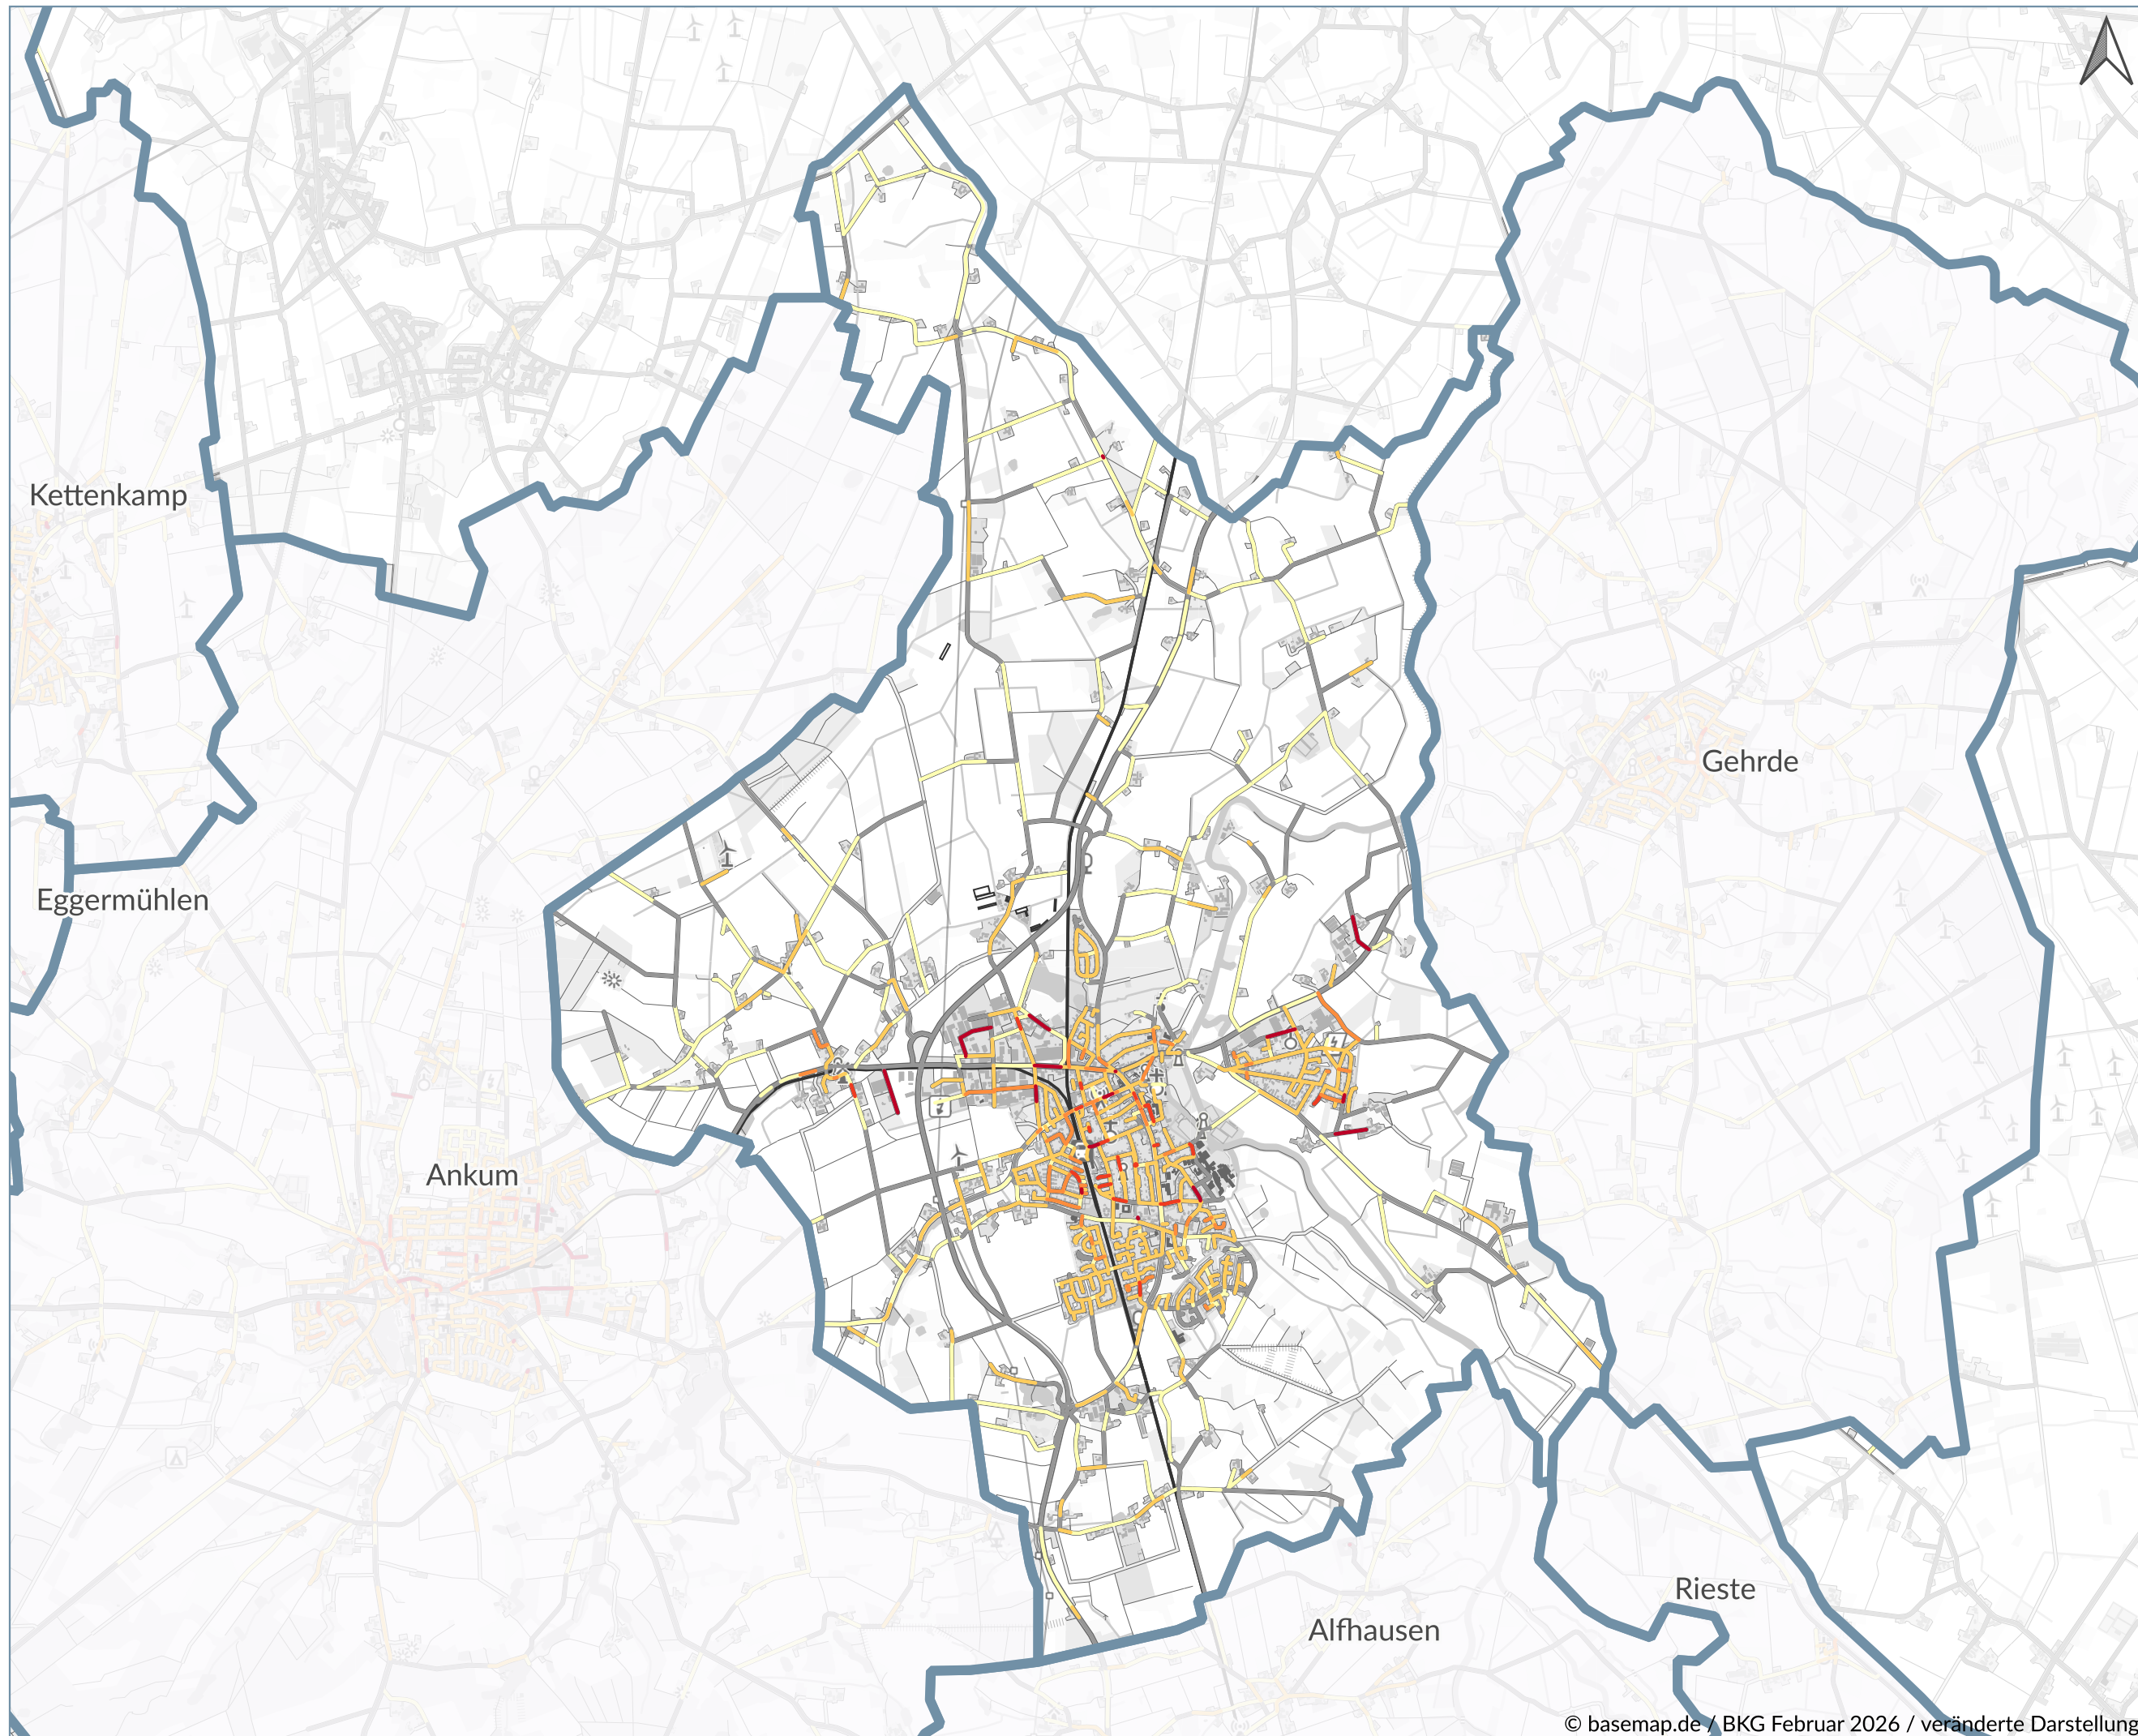 Kettenkamp
Gehrde
Eggermühlen
Ankum
Rieste
Alfhausen
© basemap.de / BKG Februar 2026 / veränderte Darstellung